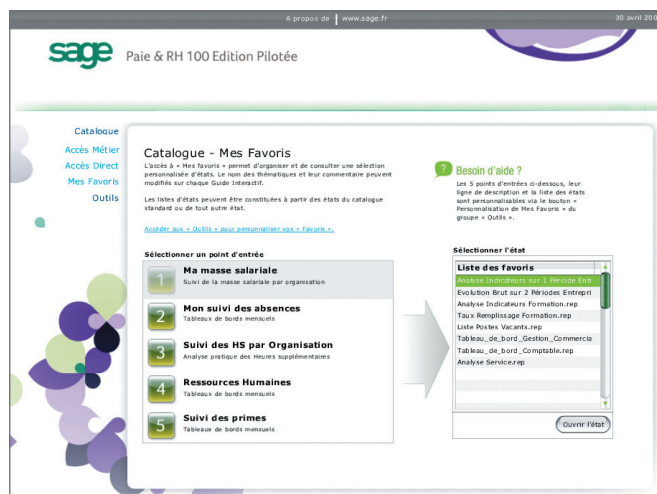 A propos de | www.sage.fr
30 avril 200
sage
Paie & RH 100 Edition Pilotée
Catalogue
Accès Métier
Accès Direct
Mes Favoris
Outils
Catalogue - Mes Favoris
L'accès à « Mes favoris » permet d'organiser et de consulter une sélection
personnalisée d'états. Le nom des thématiques et leur commentaire peuvent
modifiés sur chaque Guide Interactif.
Les listes d'états peuvent être constituées à partir des états du catalogue
standard ou de tout autre état.
Accéder aux « Outils » pour personnaliser vos « Favoris ».
? Besoin d'aide ?
Les 5 points d'entrées ci-dessous, leur
ligne de description et la liste des états
sont personnalisables via le bouton «
Personnalisation de Mes Favoris » du
groupe « Outils ».
Sélectionner un point d'entrée
1 Ma masse salariale
Suivi de la masse salariale par organisation
2 Mon suivi des absences
Tableaux de bords mensuels
3 Suivi des HS par Organisation
Analyse pratique des Heures supplémentaires
4 Ressources Humaines
Tableaux de bords mensuels
5 Suivi des primes
Tableaux de bords mensuels
Sélectionner l'état
Liste des favoris
Analyse Indicateurs sur 1 Période Ent
Evolution Brut sur 2 Périodes Entrepri
Analyse Indicateurs Formation.rep
Taux Remplissage Formation.rep
Liste Postes Vacants.rep
Tableau_de_bord_Gestion_Commercia
Tableau_de_bord_Comptable.rep
Analyse Service.rep
Ouvrir l'état